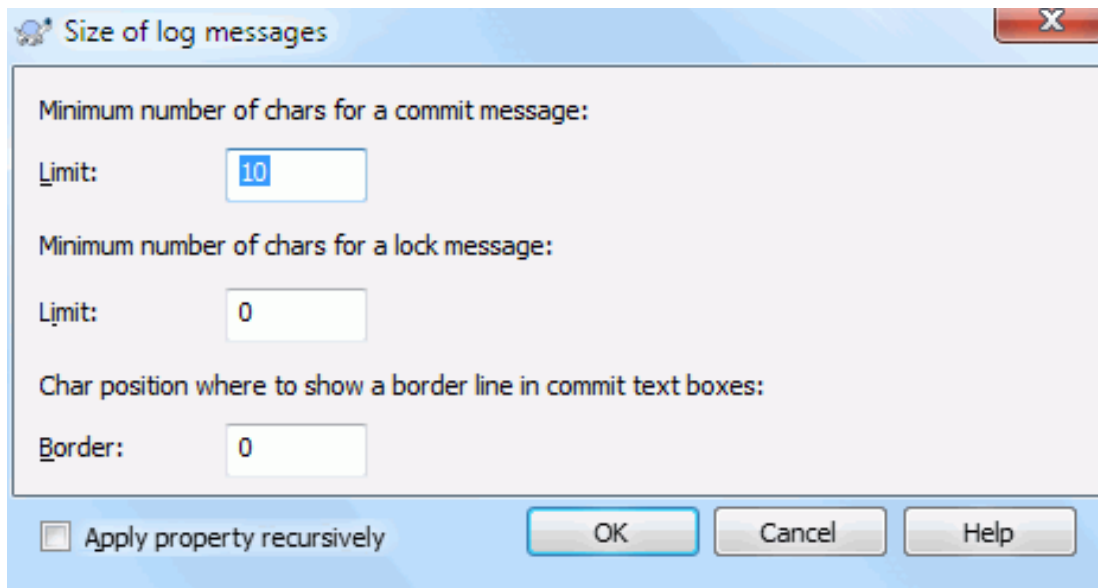 Size of log messages
Minimum number of chars for a commit message:
Limit: 10
Minimum number of chars for a lock message:
Limit: 0
Char position where to show a border line in commit text boxes:
Border: 0
Apply property recursively OK Cancel Help